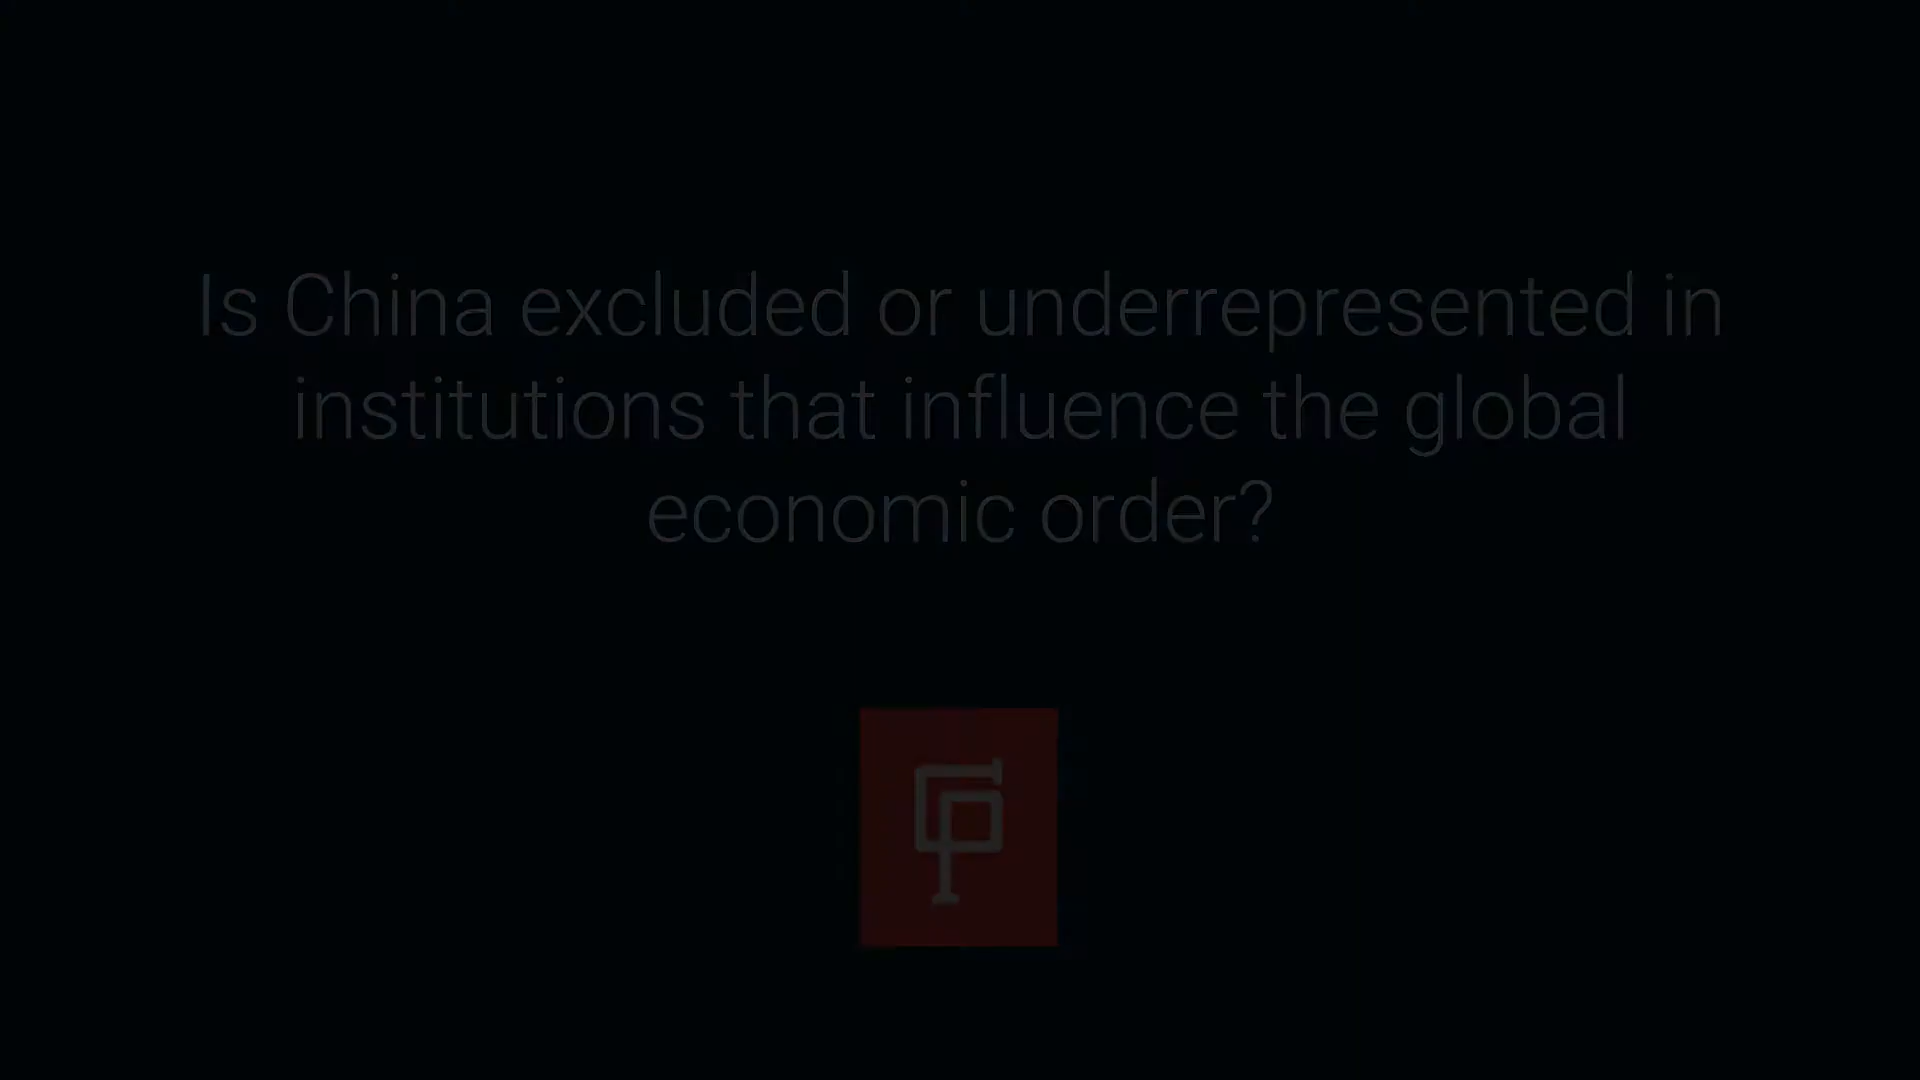 Is China excluded or underrepresented in
institutions that influence the global
economic order?